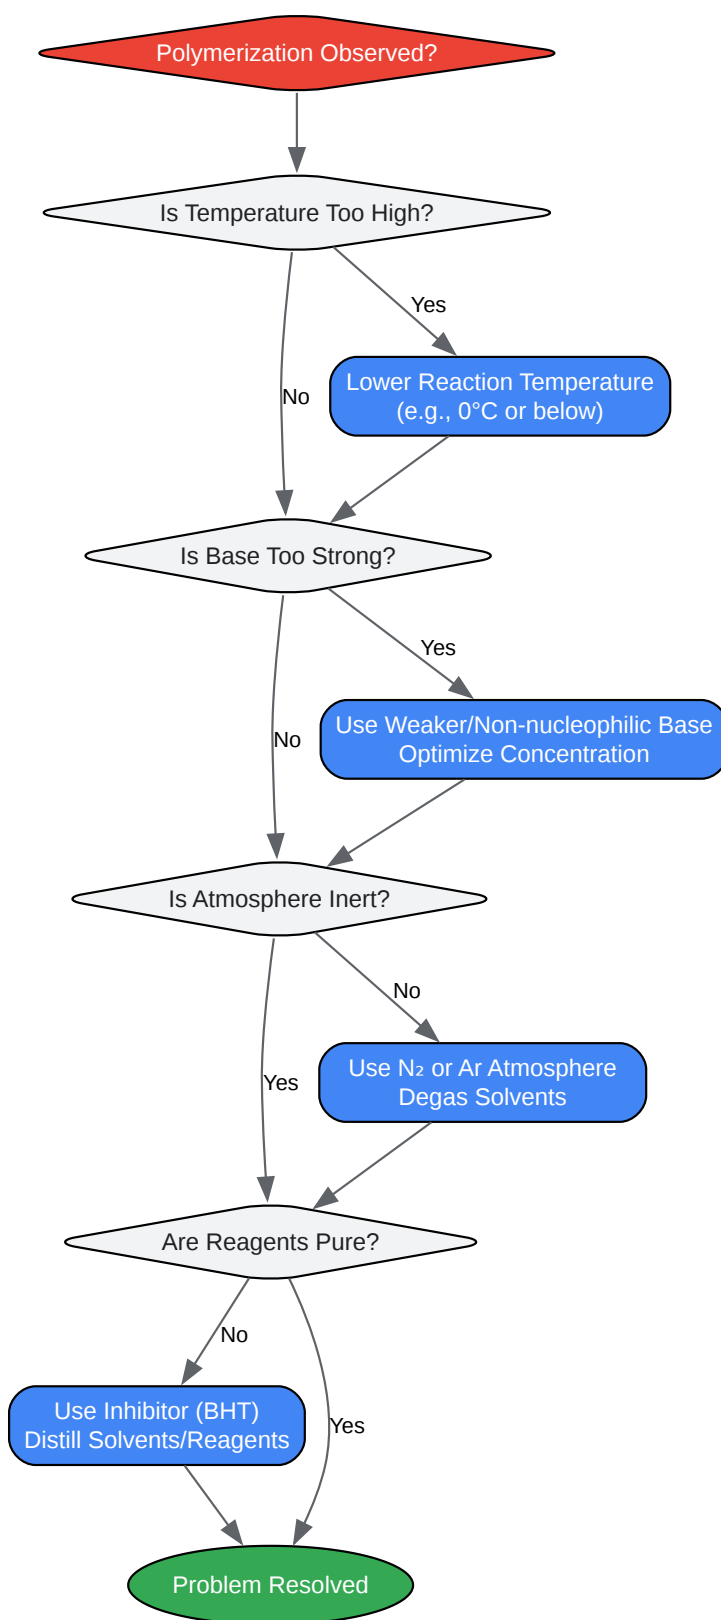 Polymerization Observed?
Is Temperature Too High?
Yes
Lower Reaction Temperature
(e.g., 0°C or below)
No
Is Base Too Strong?
Yes
Use Weaker/Non-nucleophilic Base
Optimize Concentration
No
Is Atmosphere Inert?
No
Use N₂ or Ar Atmosphere
Degas Solvents
Yes
Are Reagents Pure?
No
Use Inhibitor (BHT)
Distill Solvents/Reagents
Yes
Problem Resolved